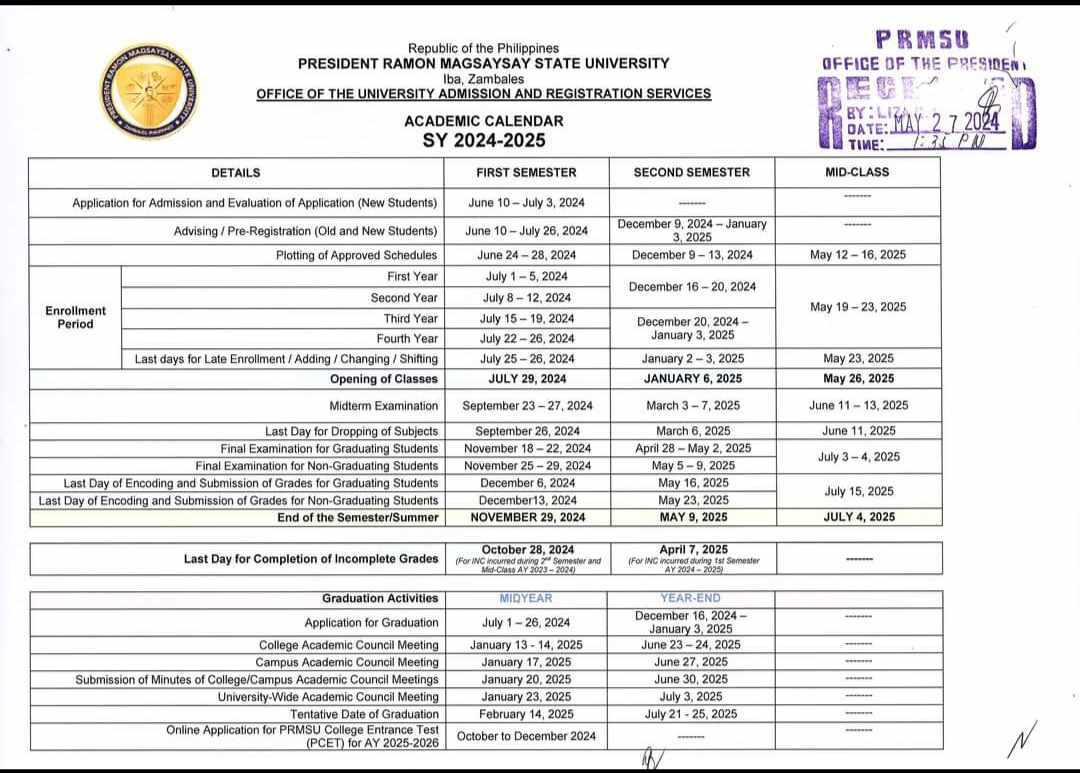 Republic of the Philippines
PRESIDENT RAMON MAGSAYSAY STATE UNIVERSITY
Iba, Zambales
OFFICE OF THE UNIVERSITY ADMISSION AND REGISTRATION SERVICES
ACADEMIC CALENDAR
SY 2024-2025
PRESIDENT RAMON MAGSAYSAY STATE UNIVERSITY
ZAMBALES, PHILIPPINES
PRMSU
OFFICE OF THE PRESIDENT
BY:
DATE: MAY 27 2024
TIME: PM
DETAILS FIRST SEMESTER SECOND SEMESTER MID-CLASS
Application for Admission and Evaluation of Application (New Students) June 10 – July 3, 2024 ------- -------
Advising / Pre-Registration (Old and New Students) June 10 – July 26, 2024 December 9, 2024 – January 3, 2025 -------
Plotting of Approved Schedules June 24 – 28, 2024 December 9 – 13, 2024 May 12 – 16, 2025
Enrollment Period
First Year July 1 – 5, 2024 December 16 – 20, 2024 May 19 – 23, 2025
Second Year July 8 – 12, 2024
Third Year July 15 – 19, 2024 December 20, 2024 – January 3, 2025
Fourth Year July 22 – 26, 2024
Last days for Late Enrollment / Adding / Changing / Shifting July 25 – 26, 2024 January 2 – 3, 2025 May 23, 2025
Opening of Classes JULY 29, 2024 JANUARY 6, 2025 May 26, 2025
Midterm Examination September 23 – 27, 2024 March 3 – 7, 2025 June 11 – 13, 2025
Last Day for Dropping of Subjects September 26, 2024 March 6, 2025 June 11, 2025
Final Examination for Graduating Students November 18 – 22, 2024 April 28 – May 2, 2025 July 3 – 4, 2025
Final Examination for Non-Graduating Students November 25 – 29, 2024 May 5 – 9, 2025
Last Day of Encoding and Submission of Grades for Graduating Students December 6, 2024 May 16, 2025 July 15, 2025
Last Day of Encoding and Submission of Grades for Non-Graduating Students December13, 2024 May 23, 2025
End of the Semester/Summer NOVEMBER 29, 2024 MAY 9, 2025 JULY 4, 2025
Last Day for Completion of Incomplete Grades October 28, 2024 April 7, 2025 -------
(For INC incurred during 2nd Semester and Mid-Class AY 2023 – 2024) (For INC incurred during 1st Semester AY 2024 – 2025)
Graduation Activities MIDYEAR YEAR-END -------
Application for Graduation July 1 – 26, 2024 December 16, 2024 – January 3, 2025 -------
College Academic Council Meeting January 13 - 14, 2025 June 23 – 24, 2025 -------
Campus Academic Council Meeting January 17, 2025 June 27, 2025 -------
Submission of Minutes of College/Campus Academic Council Meetings January 20, 2025 June 30, 2025 -------
University-Wide Academic Council Meeting January 23, 2025 July 3, 2025 -------
Tentative Date of Graduation February 14, 2025 July 21 - 25, 2025 -------
Online Application for PRMSU College Entrance Test (PCET) for AY 2025-2026 October to December 2024 ------- -------